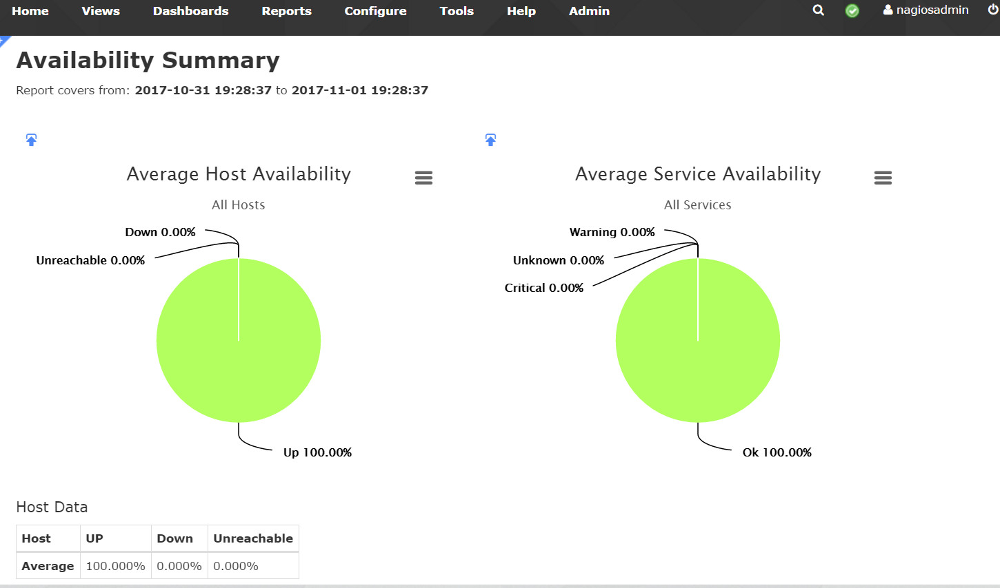 Home Views Dashboards Reports Configure Tools Help Admin nagiosadmin
Availability Summary
Report covers from: 2017-10-31 19:28:37 to 2017-11-01 19:28:37
Average Host Availability
All Hosts
Down 0.00%
Unreachable 0.00%
Up 100.00%
Average Service Availability
All Services
Warning 0.00%
Unknown 0.00%
Critical 0.00%
Ok 100.00%
Host Data
Host UP Down Unreachable
Average 100.000% 0.000% 0.000%